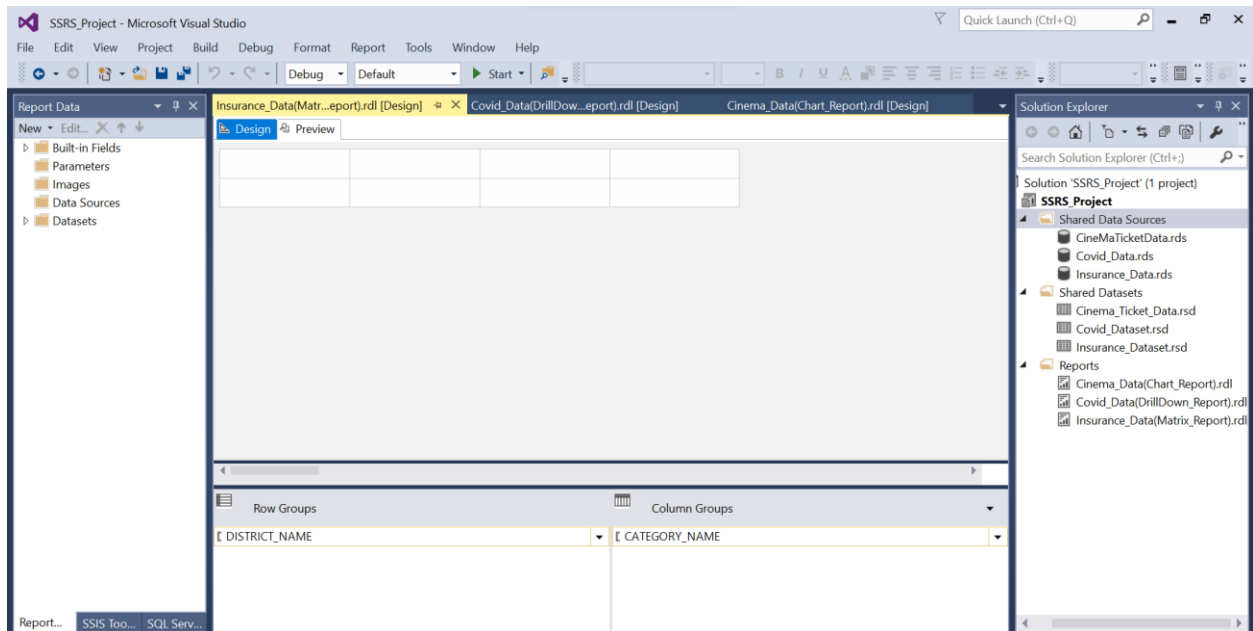 SSRS_Project - Microsoft Visual Studio
Quick Launch (Ctrl+Q)
File Edit View Project Build Debug Format Report Tools Window Help
Debug Default Start B I U A
Report Data
New Edit...
Built-in Fields
Parameters
Images
Data Sources
Datasets
Report... SSIS Too... SQL Serv...
Insurance_Data(Matr...eport).rdl [Design] Covid_Data(DrillDow...eport).rdl [Design] Cinema_Data(Chart_Report).rdl [Design]
Design Preview
Row Groups Column Groups
[ DISTRICT_NAME [ CATEGORY_NAME
Solution Explorer
Search Solution Explorer (Ctrl+;)
Solution 'SSRS_Project' (1 project)
SSRS_Project
Shared Data Sources
CineMaTicketData.rds
Covid_Data.rds
Insurance_Data.rds
Shared Datasets
Cinema_Ticket_Data.rsd
Covid_Dataset.rsd
Insurance_Dataset.rsd
Reports
Cinema_Data(Chart_Report).rdl
Covid_Data(DrillDown_Report).rdl
Insurance_Data(Matrix_Report).rdl